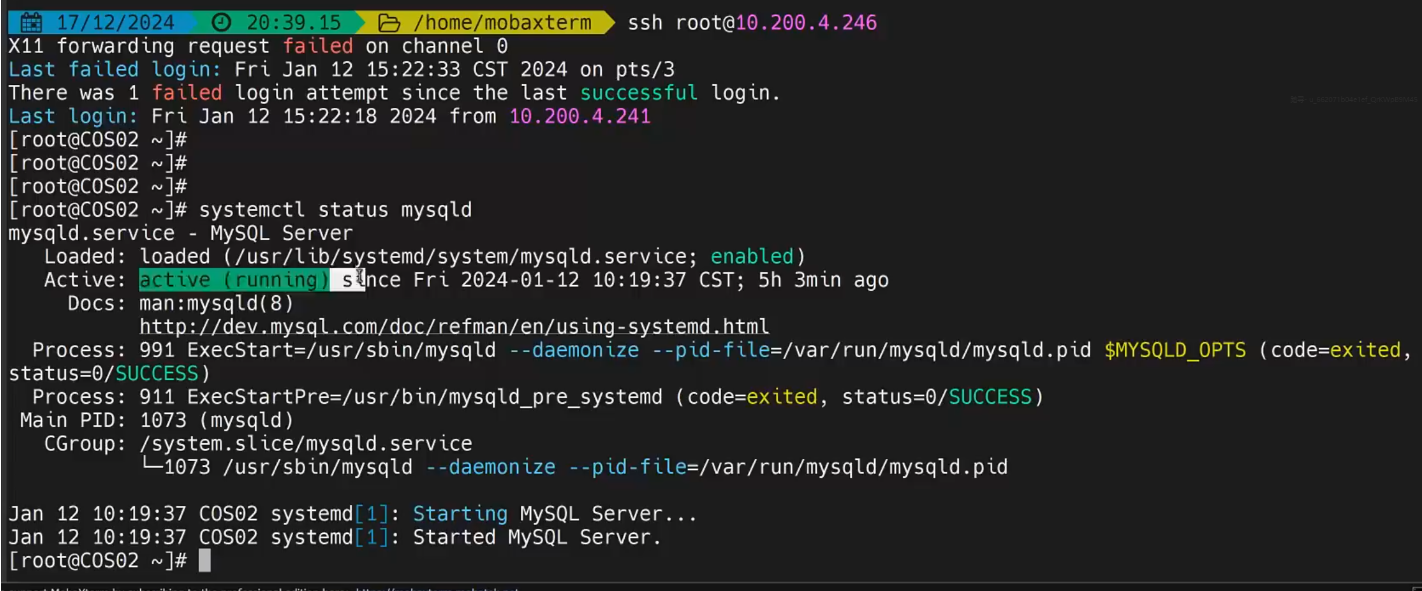 17/12/2024 20:39.15 /home/mobaxterm ssh root@10.200.4.246
X11 forwarding request failed on channel 0
Last failed login: Fri Jan 12 15:22:33 CST 2024 on pts/3
There was 1 failed login attempt since the last successful login.
Last login: Fri Jan 12 15:22:18 2024 from 10.200.4.241
[root@COS02 ~]#
[root@COS02 ~]#
[root@COS02 ~]#
[root@COS02 ~]# systemctl status mysqld
mysqld.service - MySQL Server
Loaded: loaded (/usr/lib/systemd/system/mysqld.service; enabled)
Active: active (running) since Fri 2024-01-12 10:19:37 CST; 5h 3min ago
Docs: man:mysqld(8)
http://dev.mysql.com/doc/refman/en/using-systemd.html
Process: 991 ExecStart=/usr/sbin/mysqld --daemonize --pid-file=/var/run/mysqld/mysqld.pid $MYSQLD_OPTS (code=exited,
status=0/SUCCESS)
Process: 911 ExecStartPre=/usr/bin/mysqld_pre_systemd (code=exited, status=0/SUCCESS)
Main PID: 1073 (mysqld)
CGroup: /system.slice/mysqld.service
└─1073 /usr/sbin/mysqld --daemonize --pid-file=/var/run/mysqld/mysqld.pid
Jan 12 10:19:37 COS02 systemd[1]: Starting MySQL Server...
Jan 12 10:19:37 COS02 systemd[1]: Started MySQL Server.
[root@COS02 ~]#